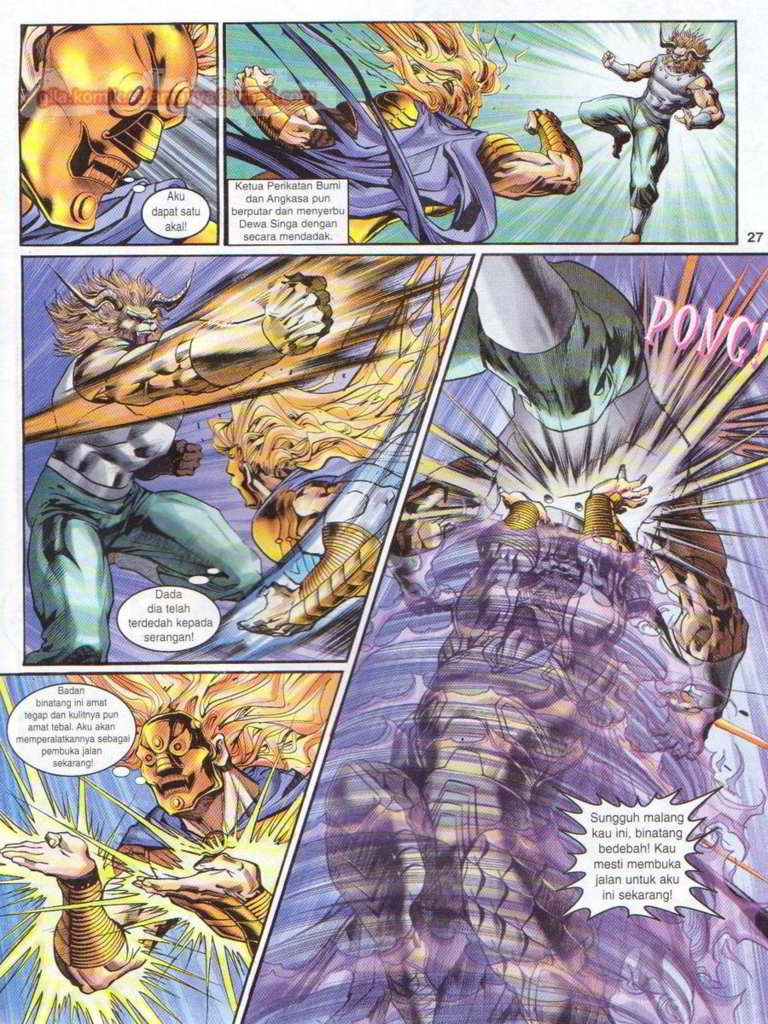 Aku
dapat satu
akal!
Ketua Perikatan Bumi
dan Angkasa pun
berputar dan menyerbu
Dewa Singa dengan
secara mendadak.
27
PONG!
Dada
dia telah
terdedah kepada
serangan!
Badan
binatang ini amat
tegap dan kulitnya pun
amat tebal. Aku akan
memperalatkannya sebagai
pembuka jalan
sekarang!
Sungguh malang
kau ini, binatang
bedebah! Kau
mesti membuka
jalan untuk aku
ini sekarang!